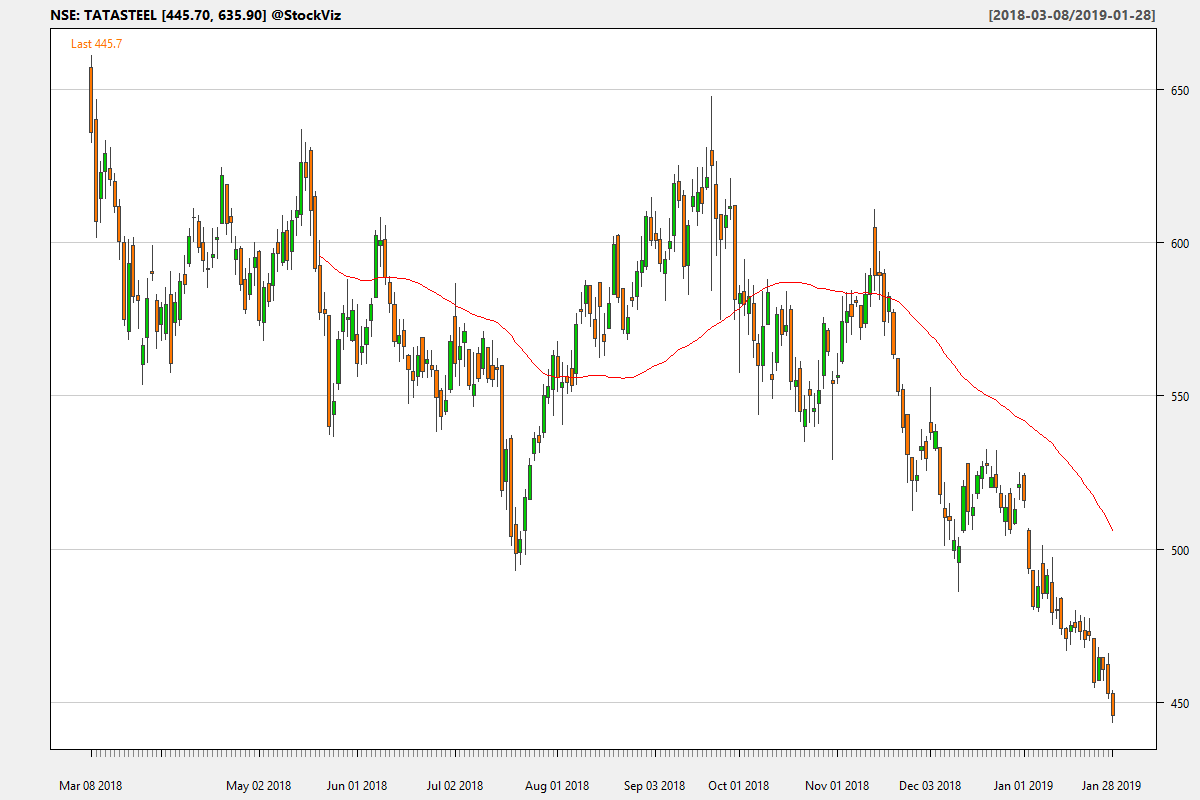 NSE: TATASTEEL [445.70, 635.90] @StockViz [2018-03-08/2019-01-28]
Last 445.7
650
600
550
500
450
Mar 08 2018 May 02 2018 Jun 01 2018 Jul 02 2018 Aug 01 2018 Sep 03 2018 Oct 01 2018 Nov 01 2018 Dec 03 2018 Jan 01 2019 Jan 28 2019